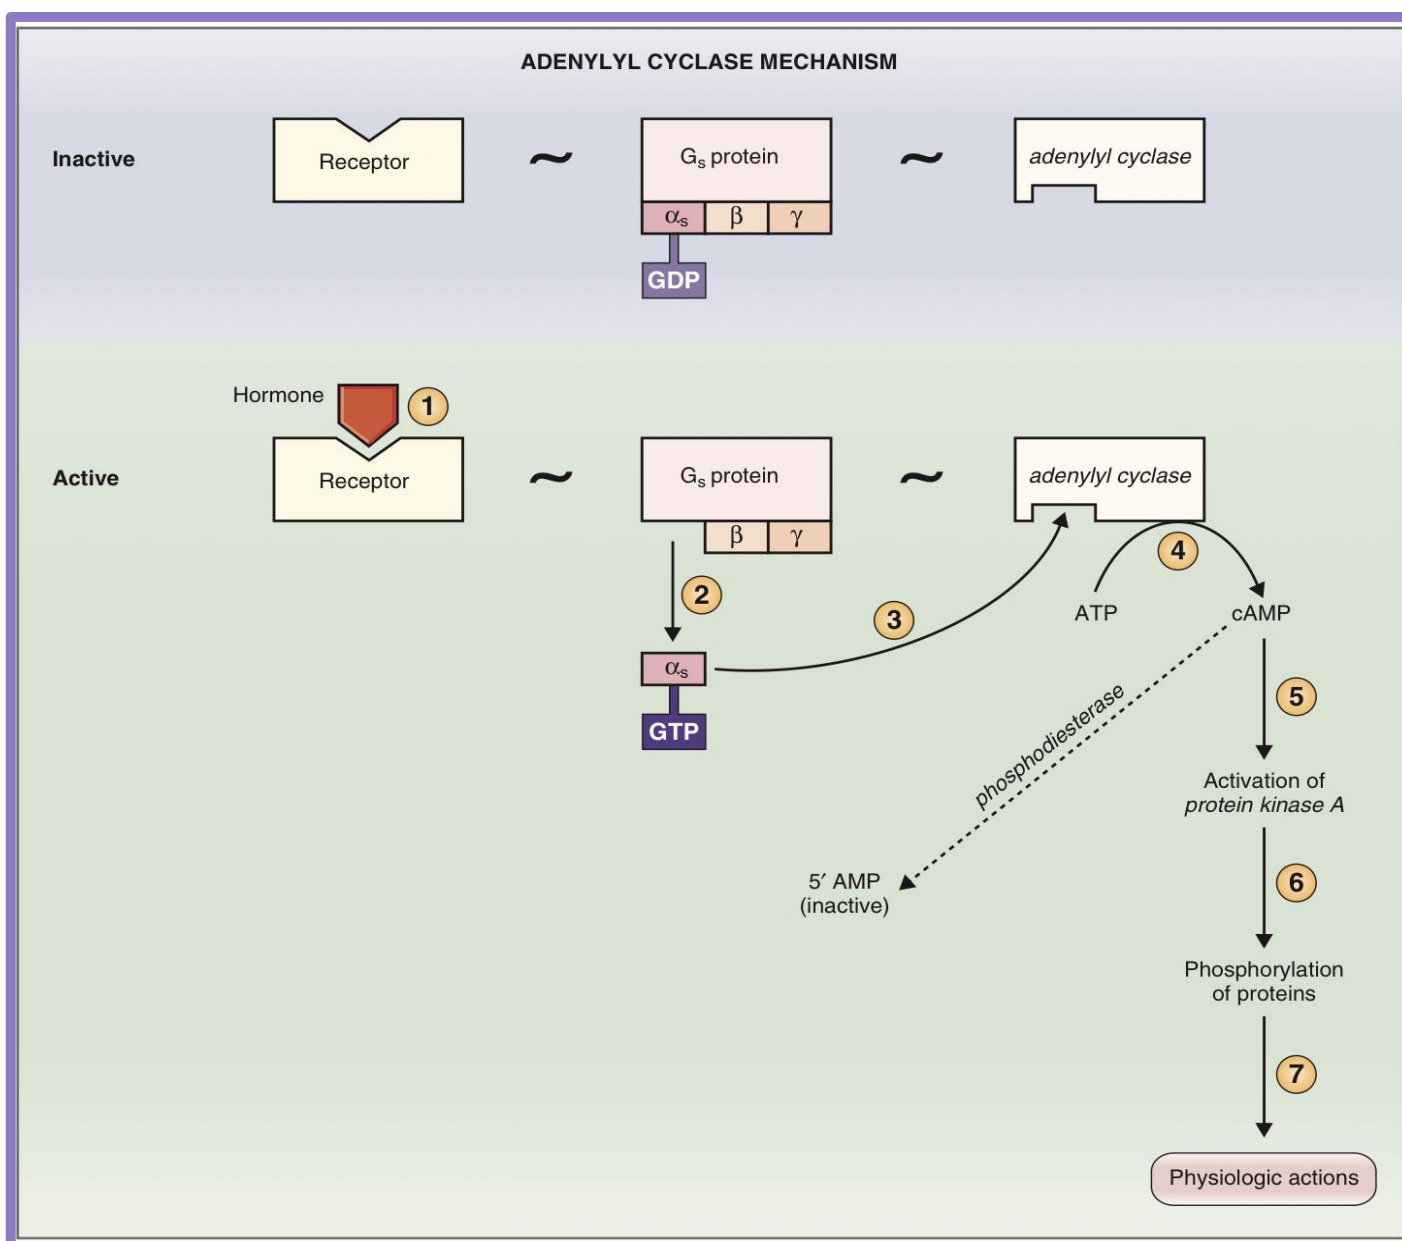 ADENYLYL CYCLASE MECHANISM
Inactive
Receptor
~
Gs protein
~
adenylyl cyclase
αs
β
γ
GDP
Hormone
1
Active
Receptor
~
Gs protein
~
adenylyl cyclase
β
γ
2
3
4
αs
GTP
ATP
cAMP
phosphodiesterase
5
Activation of
protein kinase A
5′ AMP
(inactive)
6
Phosphorylation
of proteins
7
Physiologic actions